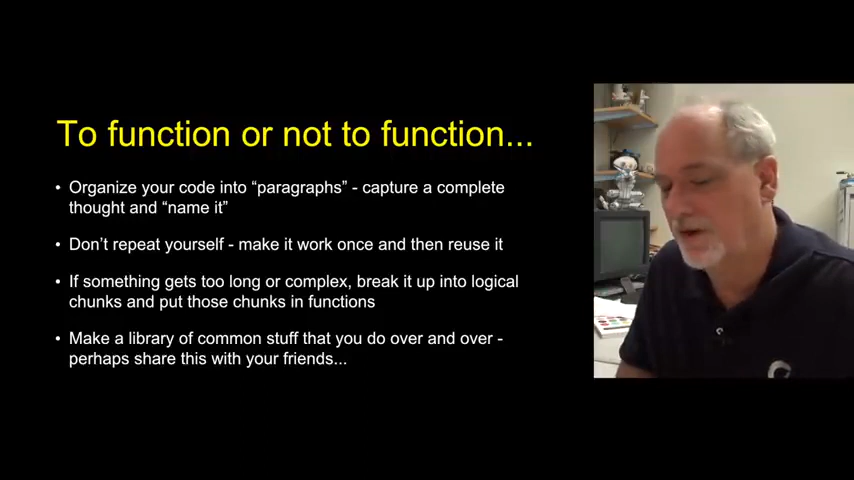 To function or not to function...
• Organize your code into “paragraphs” - capture a complete
thought and “name it”
• Don’t repeat yourself - make it work once and then reuse it
• If something gets too long or complex, break it up into logical
chunks and put those chunks in functions
• Make a library of common stuff that you do over and over -
perhaps share this with your friends...